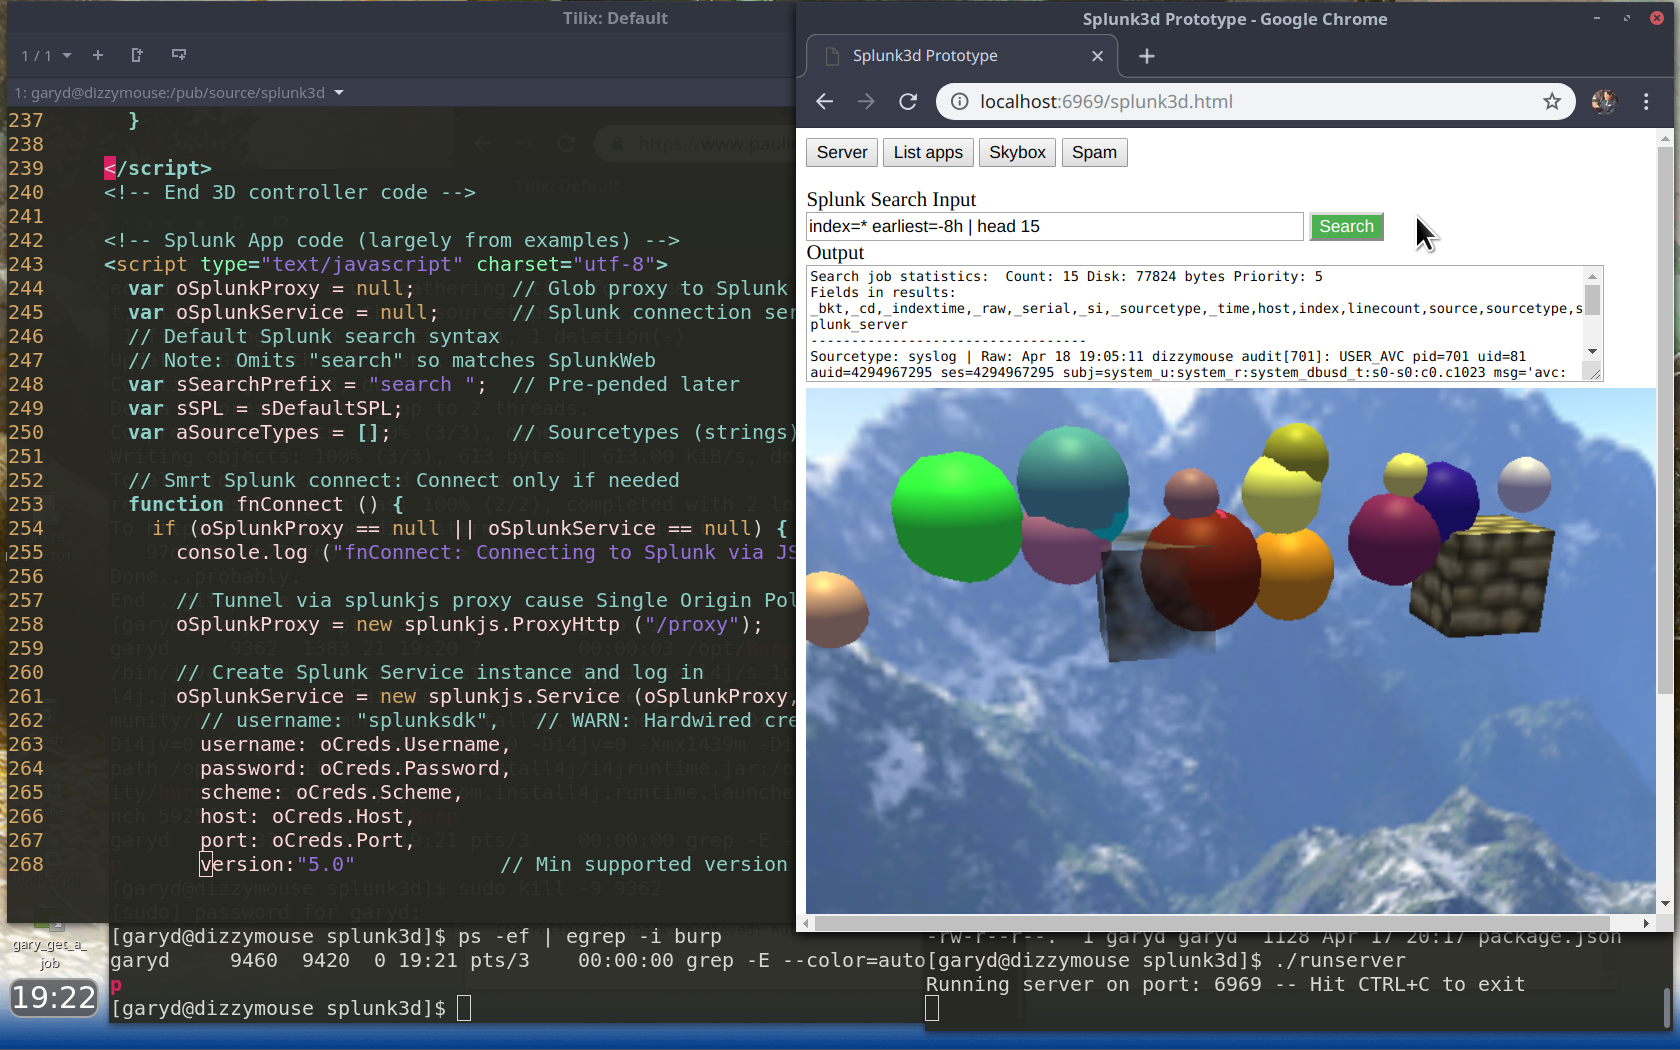 Tilix: Default
1 / 1
1: garyd@dizzymouse:/pub/source/splunk3d
237 }
238
239 </script>
240 <!-- End 3D controller code -->
241
242 <!-- Splunk App code (largely from examples) -->
243 <script type="text/javascript" charset="utf-8">
244 var oSplunkProxy = null; // Glob proxy to Splunk
245 var oSplunkService = null; // Splunk connection ser
246 // Default Splunk search syntax
247 // Note: Omits "search" so matches SplunkWeb
248 var sSearchPrefix = "search "; // Pre-pended later
249 var sSPL = sDefaultSPL;
250 var aSourceTypes = []; // Sourcetypes (strings)
251
252 // Smrt Splunk connect: Connect only if needed
253 function fnConnect () {
254 if (oSplunkProxy == null || oSplunkService == null) {
255 console.log ("fnConnect: Connecting to Splunk via JS
256
257 // Tunnel via splunkjs proxy cause Single Origin Pol
258 oSplunkProxy = new splunkjs.ProxyHttp ("/proxy");
259
260 // Create Splunk Service instance and log in
261 oSplunkService = new splunkjs.Service (oSplunkProxy,
262 // username: "splunksdk", // WARN: Hardwired cre
263 username: oCreds.Username,
264 password: oCreds.Password,
265 scheme: oCreds.Scheme,
266 host: oCreds.Host,
267 port: oCreds.Port,
268 version:"5.0" // Min supported version
[garyd@dizzymouse splunk3d]$ sudo kill -9 9362
[sudo] password for garyd:
[garyd@dizzymouse splunk3d]$ ps -ef | egrep -i burp
garyd 9460 9420 0 19:21 pts/3 00:00:00 grep -E --color=auto
p
[garyd@dizzymouse splunk3d]$
gary_get_a_
job
19:22
Splunk3d Prototype - Google Chrome
Splunk3d Prototype
localhost:6969/splunk3d.html
Server
List apps
Skybox
Spam
Splunk Search Input
index=* earliest=-8h | head 15
Search
Output
Search job statistics: Count: 15 Disk: 77824 bytes Priority: 5
Fields in results:
_bkt,_cd,_indextime,_raw,_serial,_si,_sourcetype,_time,host,index,linecount,source,sourcetype,s
plunk_server
----------------------------------
Sourcetype: syslog | Raw: Apr 18 19:05:11 dizzymouse audit[701]: USER_AVC pid=701 uid=81
auid=4294967295 ses=4294967295 subj=system_u:system_r:system_dbusd_t:s0-s0:c0.c1023 msg='avc:
-rw-r--r--. 1 garyd garyd 1128 Apr 17 20:17 package.json
[garyd@dizzymouse splunk3d]$ ./runserver
Running server on port: 6969 -- Hit CTRL+C to exit